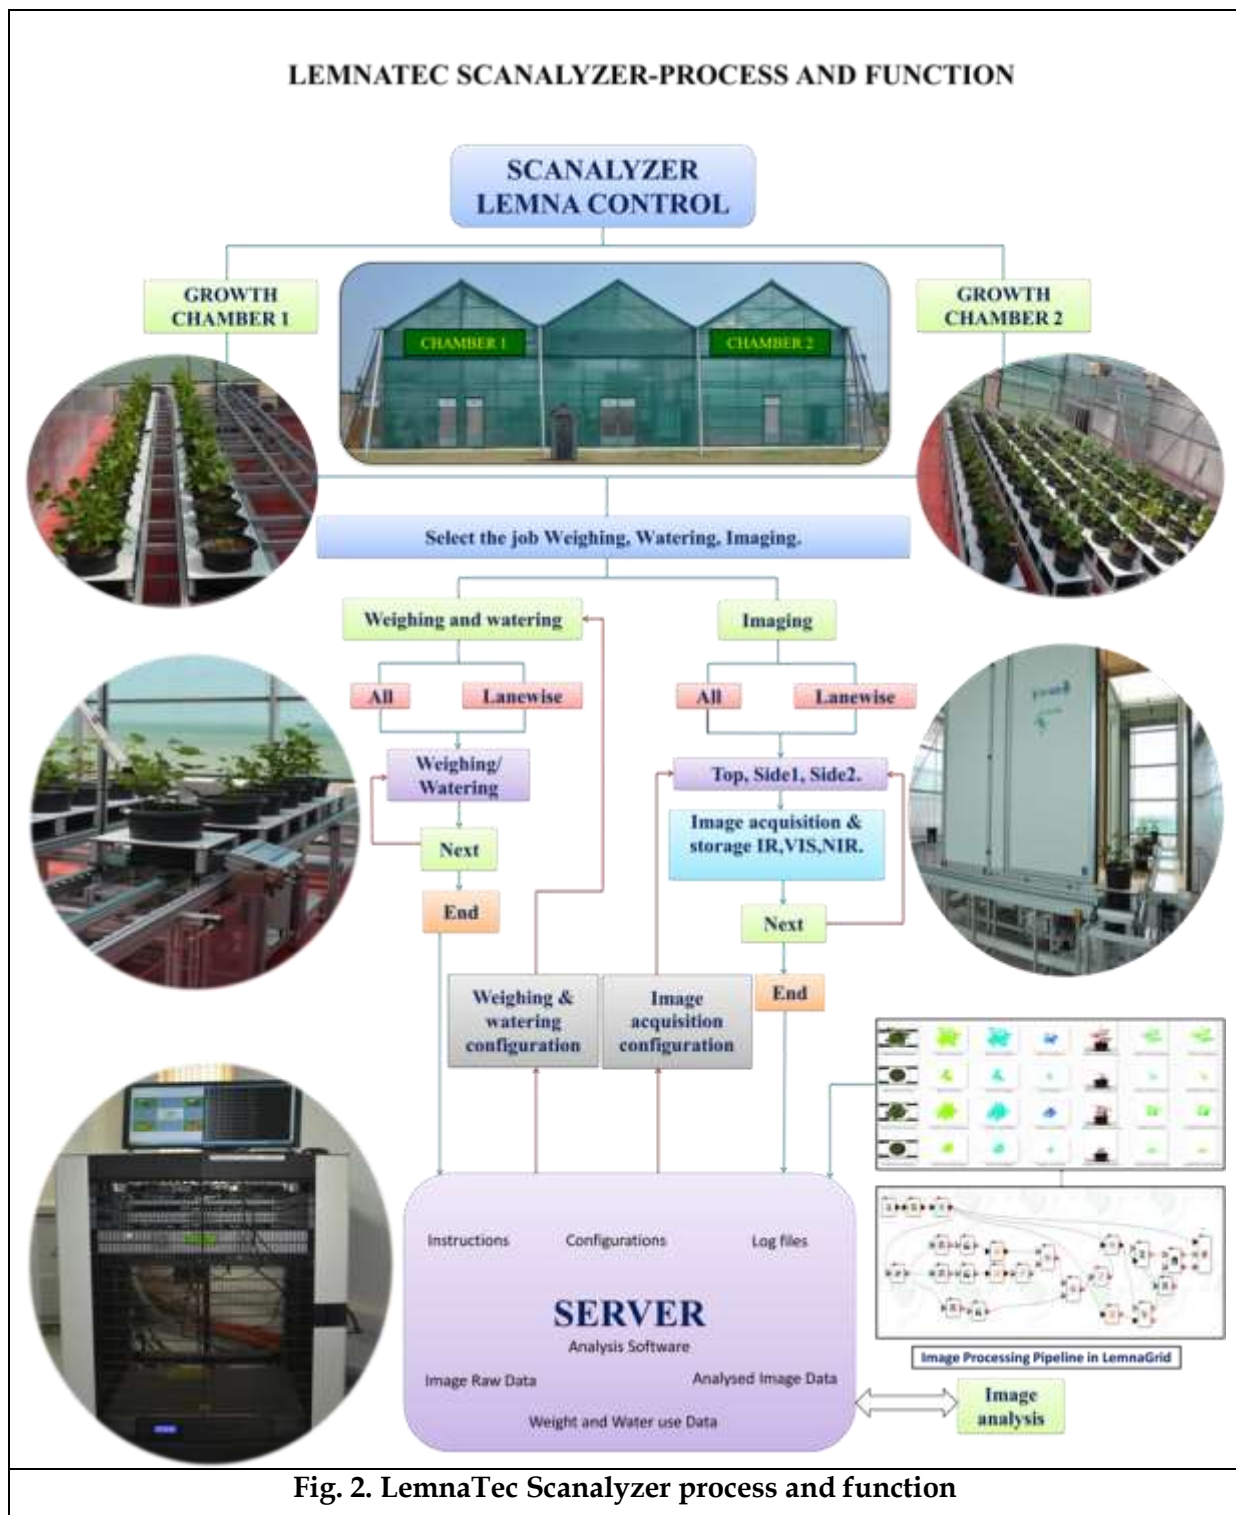 LEMNATEC SCANALYZER-PROCESS AND FUNCTION
SCANALYZER
LEMNA CONTROL
GROWTH
CHAMBER 1
GROWTH
CHAMBER 2
CHAMBER 1
CHAMBER 2
Select the job Weighing, Watering, Imaging.
Weighing and watering
Imaging
All
Lanewise
All
Lanewise
Weighing/
Watering
Top, Side1, Side2.
Next
Image acquisition &
storage IR,VIS,NIR.
End
Next
End
Weighing &
watering
configuration
Image
acquisition
configuration
Instructions
Configurations
Log files
SERVER
Analysis Software
Image Raw Data
Analysed Image Data
Weight and Water use Data
Image Processing Pipeline in LemnaGrid
Image
analysis
Fig. 2. LemnaTec Scanalyzer process and function